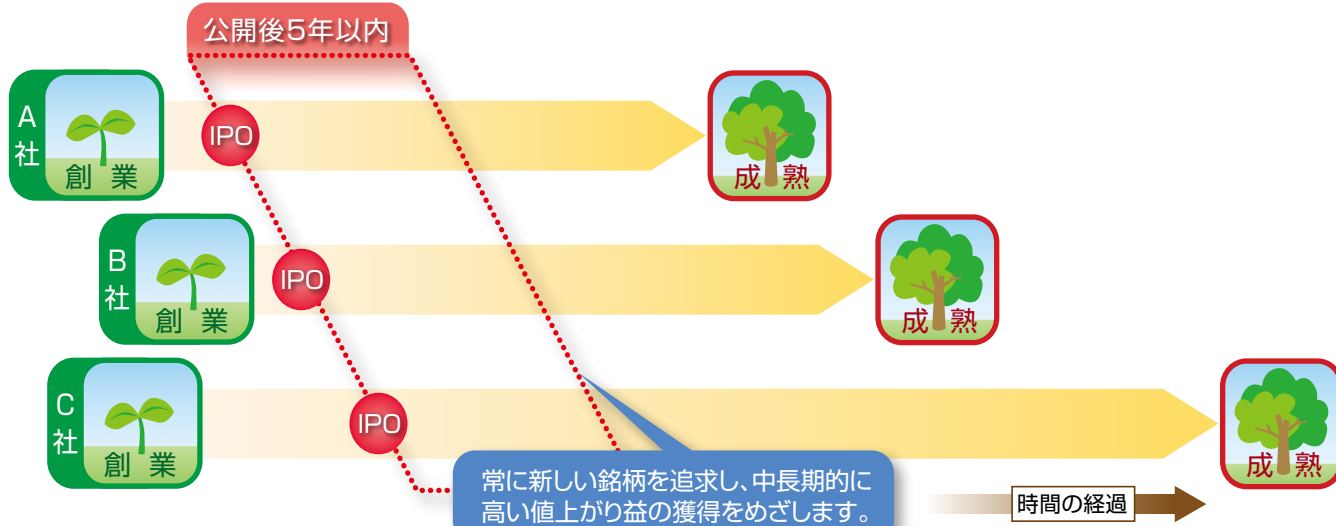 公開後5年以内
A社
創業
IPO
成熟
B社
創業
IPO
成熟
C社
創業
IPO
成熟
常に新しい銘柄を追求し、中長期的に
高い値上がり益の獲得をめざします。
時間の経過